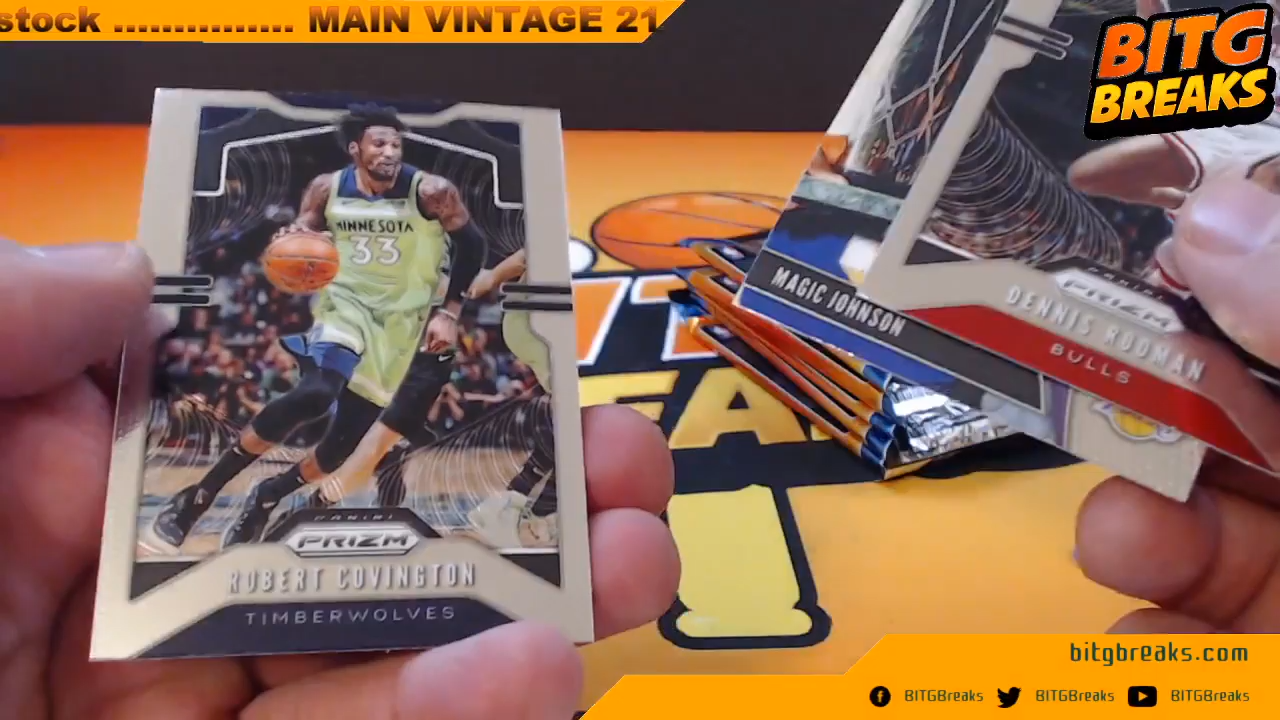 stock ............... MAIN VINTAGE 21
BITG
BREAKS
MINNESOTA
33
PANINI
PRIZM
ROBERT COVINGTON
TIMBERWOLVES
MAGIC JOHNSON
PANINI
PRIZM
DENNIS RODMAN
BULLS
bitgbreaks.com
BITGBreaks
BITGBreaks
BITGBreaks